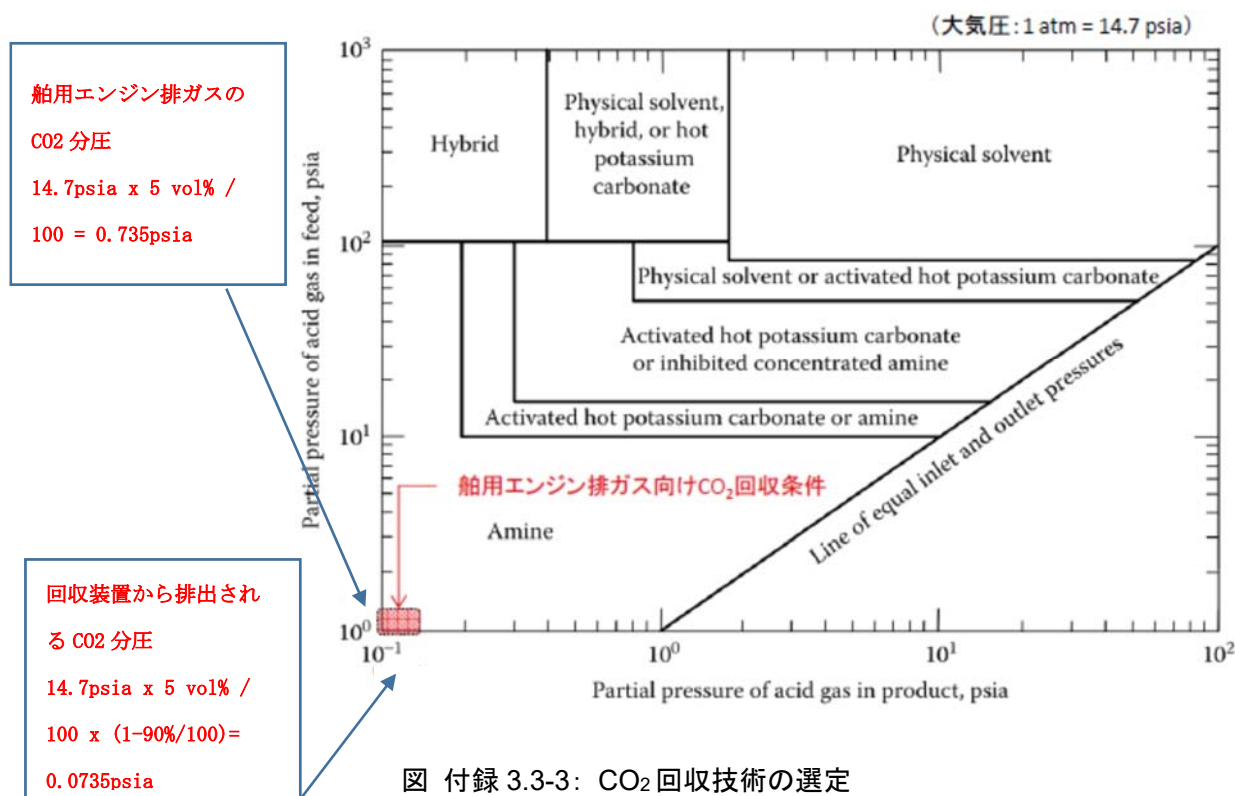 (大気圧：1 atm = 14.7 psia)
舶用エンジン排ガスの
CO2 分圧
14.7psia x 5 vol% /
100 = 0.735psia
Partial pressure of acid gas in feed, psia
10³
10²
10¹
10⁰
Hybrid
Physical solvent,
hybrid, or hot
potassium
carbonate
Physical solvent
Physical solvent or activated hot potassium carbonate
Activated hot potassium carbonate
or inhibited concentrated amine
Activated hot potassium carbonate or amine
舶用エンジン排ガス向けCO₂回収条件
Amine
Line of equal inlet and outlet pressures
10⁻¹
10⁰
10¹
10²
Partial pressure of acid gas in product, psia
回収装置から排出され
る CO2 分圧
14.7psia x 5 vol% /
100 x (1-90%/100)=
0.0735psia
図 付録 3.3-3： CO₂ 回収技術の選定